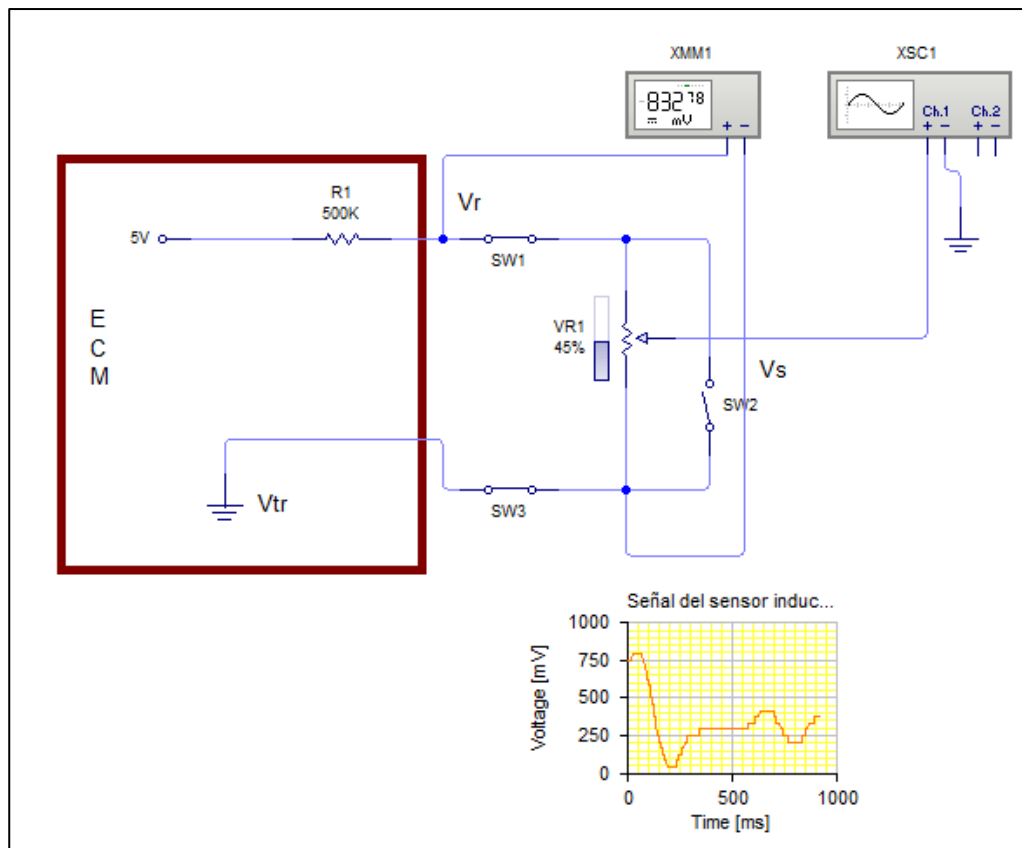 XMM1
XSC1
-832 78
mV
+ -
Ch.1
+ -
Ch.2
+ -
R1
500K
Vr
5V
SW1
E
C
M
VR1
45%
Vs
SW2
Vtr
SW3
Señal del sensor induc...
Voltage [mV]
1000
750
500
250
0
0
500
1000
Time [ms]